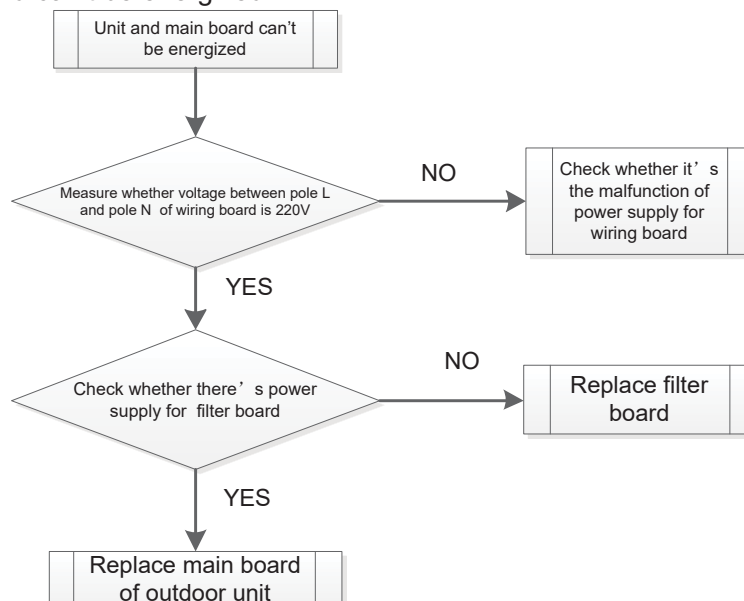 Unit and main board can't
be energized
Measure whether voltage between pole L
and pole N of wiring board is 220V
NO
Check whether it' s
the malfunction of
power supply for
wiring board
YES
Check whether there' s power
supply for filter board
NO
Replace filter
board
YES
Replace main board
of outdoor unit